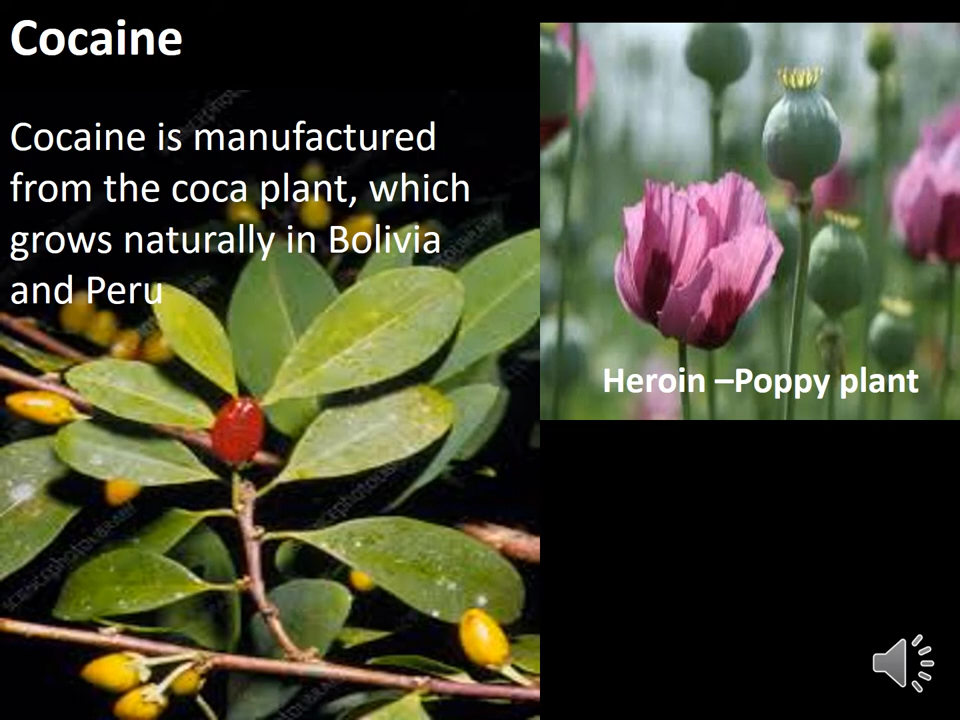 Cocaine
Cocaine is manufactured
from the coca plant, which
grows naturally in Bolivia
and Peru
Heroin –Poppy plant